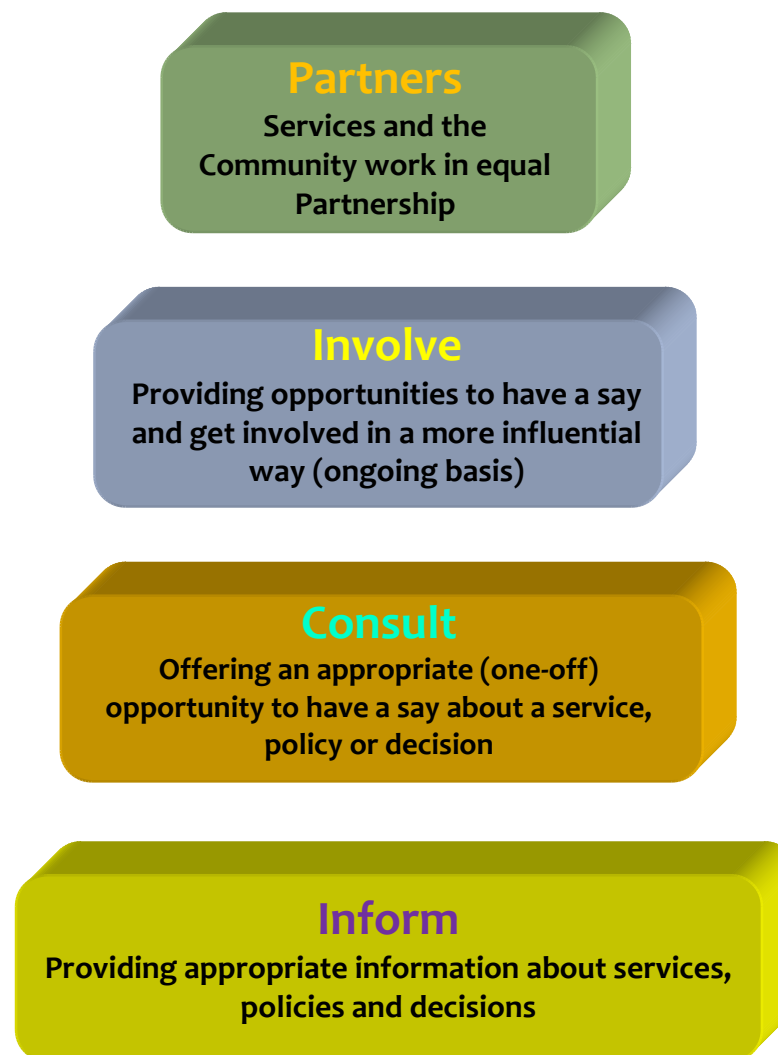 Partners
Services and the
Community work in equal
Partnership
Involve
Providing opportunities to have a say
and get involved in a more influential
way (ongoing basis)
Consult
Offering an appropriate (one-off)
opportunity to have a say about a service,
policy or decision
Inform
Providing appropriate information about services,
policies and decisions